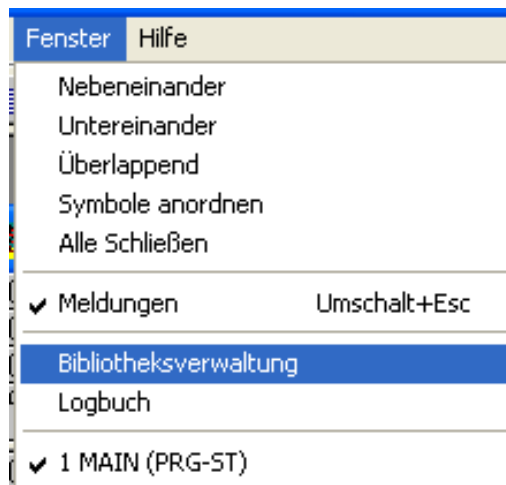 Fenster Hilfe
Nebeneinander
Untereinander
Überlappend
Symbole anordnen
Alle Schließen
Meldungen Umschalt+Esc
Bibliotheksverwaltung
Logbuch
1 MAIN (PRG-ST)